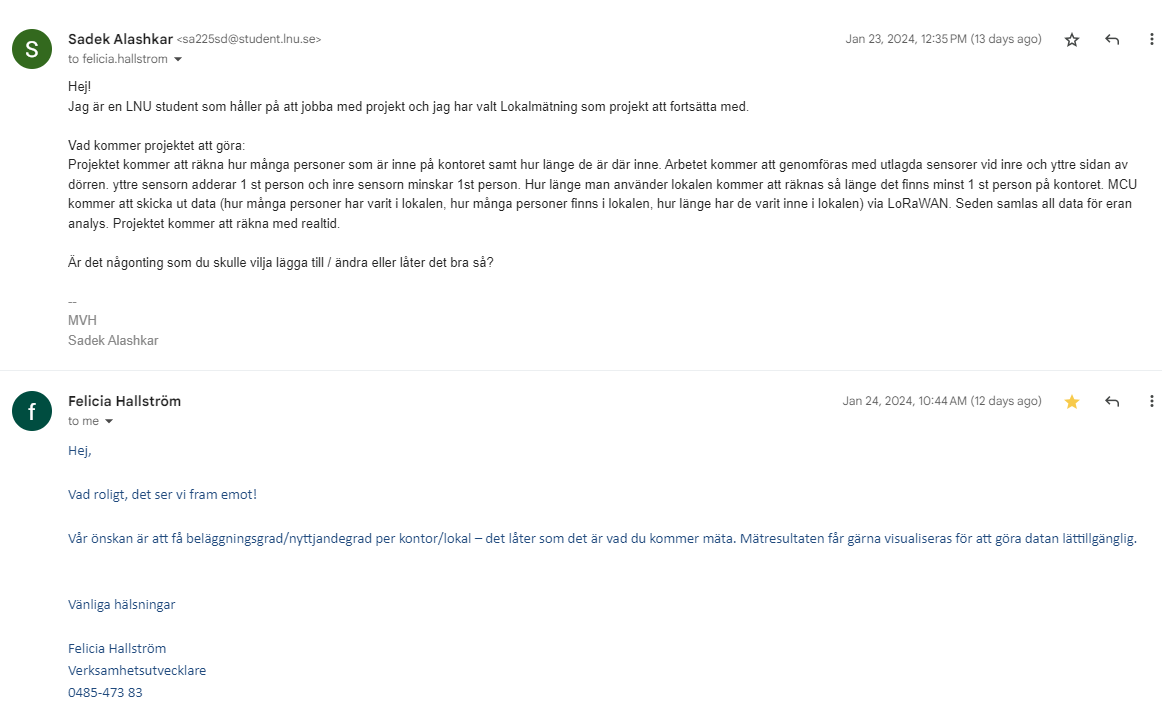 S
Sadek Alashkar <sa225sd@student.lnu.se>
Jan 23, 2024, 12:35 PM (13 days ago)
to felicia.hallstrom
Hej!
Jag är en LNU student som håller på att jobba med projekt och jag har valt Lokalmätning som projekt att fortsätta med.
Vad kommer projektet att göra:
Projektet kommer att räkna hur många personer som är inne på kontoret samt hur länge de är där inne. Arbetet kommer att genomföras med utlagda sensorer vid inre och yttre sidan av
dörren. yttre sensorn adderar 1 st person och inre sensorn minskar 1st person. Hur länge man använder lokalen kommer att räknas så länge det finns minst 1 st person på kontoret. MCU
kommer att skicka ut data (hur många personer har varit i lokalen, hur många personer finns i lokalen, hur länge har de varit inne i lokalen) via LoRaWAN. Seden samlas all data för eran
analys. Projektet kommer att räkna med realtid.
Är det någonting som du skulle vilja lägga till / ändra eller låter det bra så?
--
MVH
Sadek Alashkar
f
Felicia Hallström
Jan 24, 2024, 10:44 AM (12 days ago)
to me
Hej,
Vad roligt, det ser vi fram emot!
Vår önskan är att få beläggningsgrad/nyttjandegrad per kontor/lokal – det låter som det är vad du kommer mäta. Mätresultaten får gärna visualiseras för att göra datan lättillgänglig.
Vänliga hälsningar
Felicia Hallström
Verksamhetsutvecklare
0485-473 83